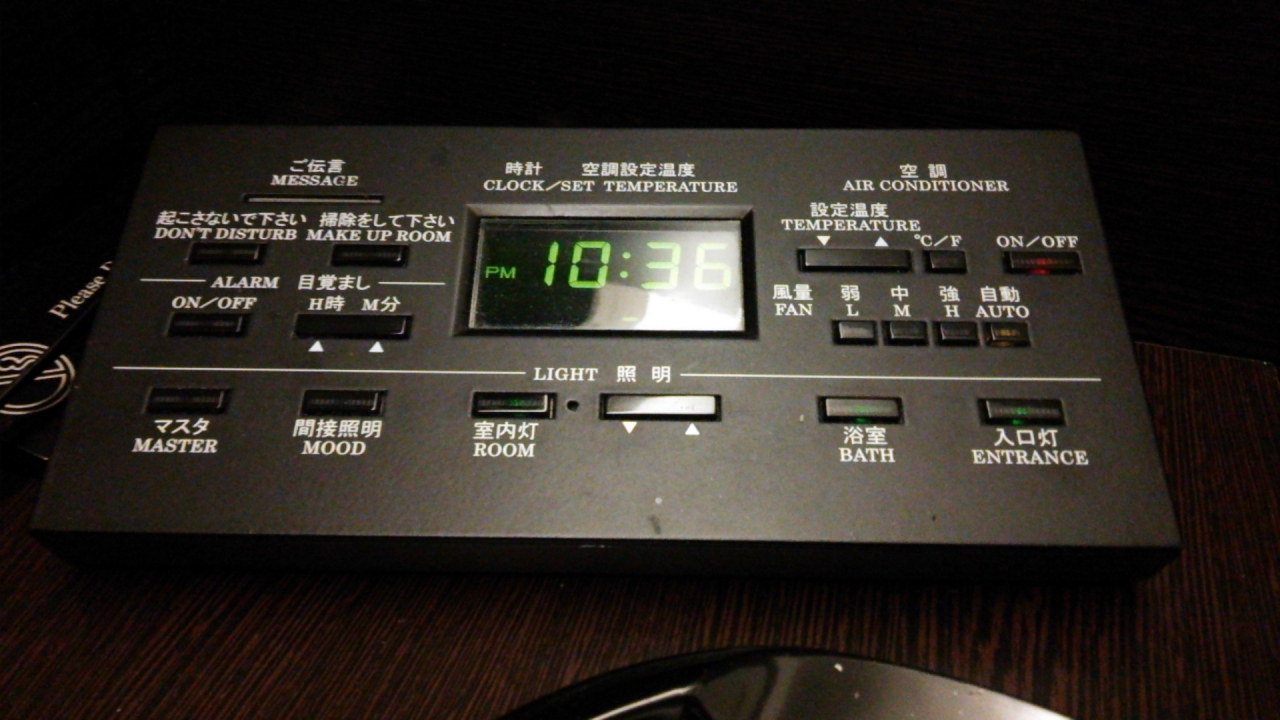 ご伝言
MESSAGE
起こさないで下さい 掃除をして下さい
DON'T DISTURB MAKE UP ROOM
ALARM 目覚まし
ON/OFF H時 M分
時計 空調設定温度
CLOCK/SET TEMPERATURE
PM 10:36
空調
AIR CONDITIONER
設定温度
TEMPERATURE
℃/F ON/OFF
風量 弱 中 強 自動
FAN L M H AUTO
LIGHT 照明
マスタ 間接照明 室内灯 浴室 入口灯
MASTER MOOD ROOM BATH ENTRANCE
Please